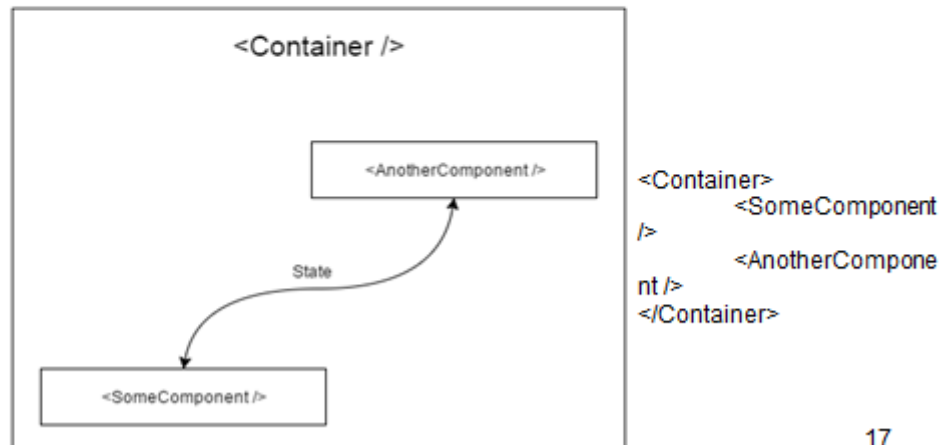 <Container />
<AnotherComponent />
State
<SomeComponent />
<Container>
<SomeComponent
/>
<AnotherCompone
nt />
</Container>
17